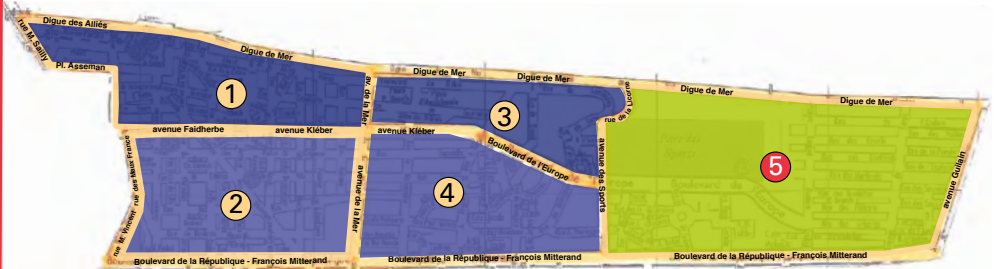 Digue des Alliés
rue M. Sailly
Pl. Asseman
Digue de Mer
Digue de Mer
Digue de Mer
Digue de Mer
Digue de Mer
1
av. de la Mer
3
rue de la Licorne
5
avenue Faidherbe
avenue Kléber
avenue Kléber
Boulevard de l'Europe
avenue des Sports
avenue Guilain
rue M. Vincent
rue des Maux France
2
avenue de la Mer
4
Boulevard de la République - François Mitterand
Boulevard de la République - François Mitterand
Boulevard de la République - François Mitterand